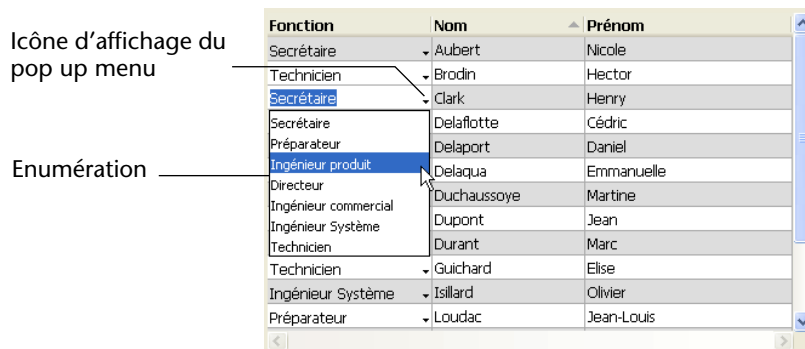 Fonction Nom Prénom
Icône d'affichage du
pop up menu
Secrétaire Aubert Nicole
Technicien Brodin Hector
Secrétaire Clark Henry
Secrétaire Delaflotte Cédric
Préparateur Delaport Daniel
Enumération
Ingénieur produit Delaqua Emmanuelle
Directeur Duchaussoye Martine
Ingénieur commercial
Ingénieur Système Dupont Jean
Technicien Durant Marc
Technicien Guichard Elise
Ingénieur Système Isillard Olivier
Préparateur Loudac Jean-Louis